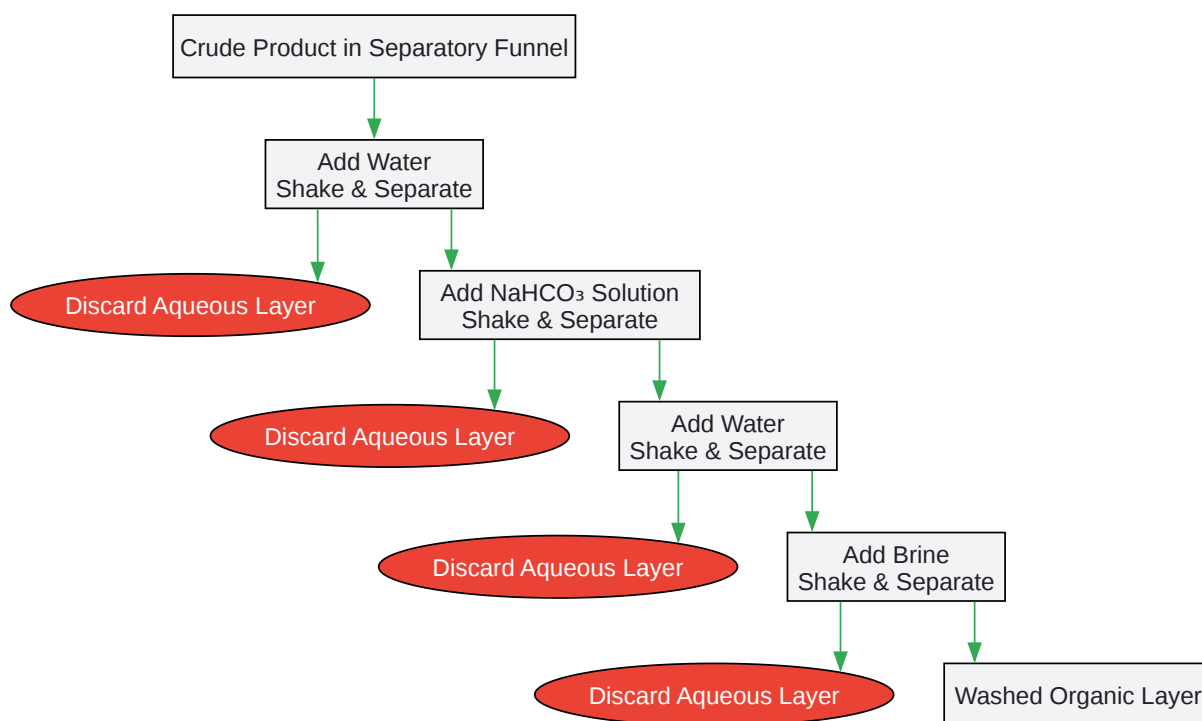 Crude Product in Separatory Funnel
Add Water
Shake & Separate
Discard Aqueous Layer
Add NaHCO₃ Solution
Shake & Separate
Discard Aqueous Layer
Add Water
Shake & Separate
Discard Aqueous Layer
Add Brine
Shake & Separate
Discard Aqueous Layer
Washed Organic Layer